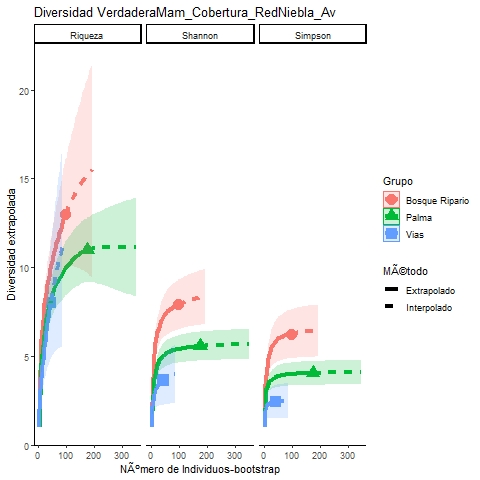 Diversidad VerdaderaMam_Cobertura_RedNiebla_Av
Riqueza
Shannon
Simpson
Diversidad extrapolada
20
15
10
5
0
0 100 200 300
0 100 200 300
0 100 200 300
NÃºmero de Individuos-bootstrap
Grupo
Bosque Ripario
Palma
Vias
MÃ©todo
Extrapolado
Interpolado